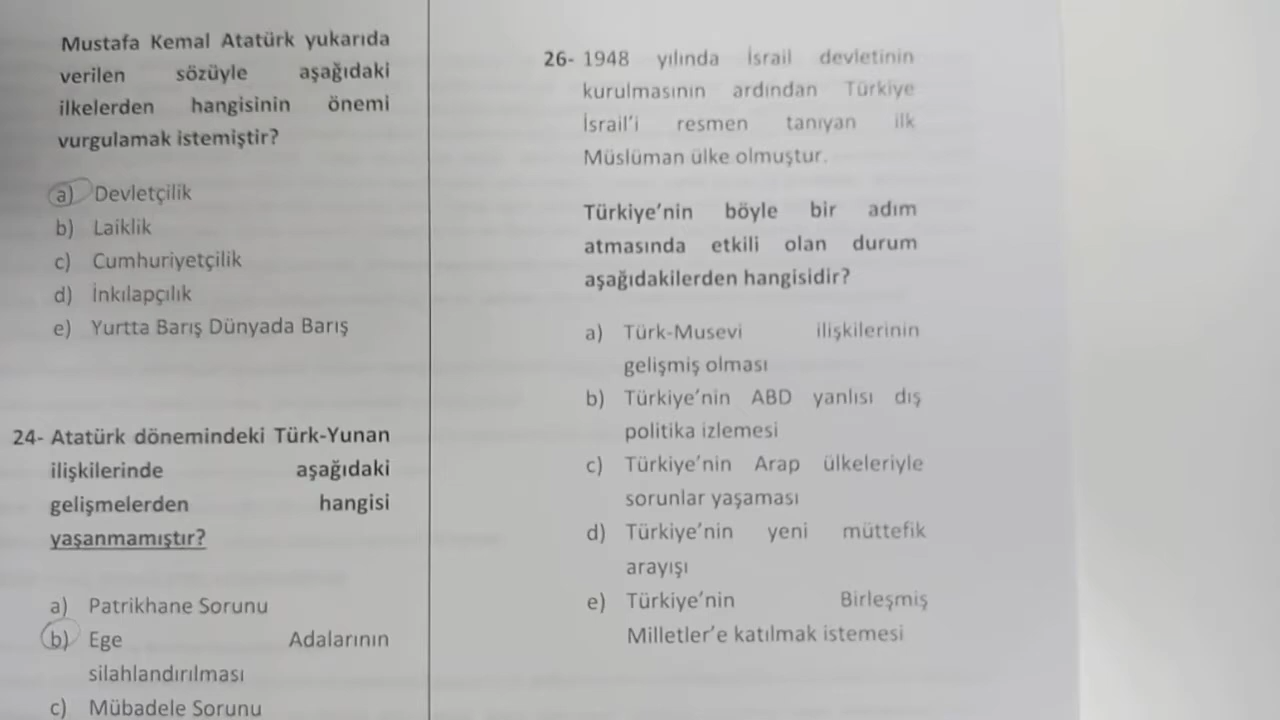 Mustafa Kemal Atatürk yukarıda
verilen sözüyle aşağıdaki
ilkelerden hangisinin önemi
vurgulamak istemiştir?
a) Devletçilik
b) Laiklik
c) Cumhuriyetçilik
d) İnkılapçılık
e) Yurtta Barış Dünyada Barış
24- Atatürk dönemindeki Türk-Yunan
ilişkilerinde aşağıdaki
gelişmelerden hangisi
yaşanmamıştır?
a) Patrikhane Sorunu
b) Ege Adalarının
silahlandırılması
c) Mübadele Sorunu
26- 1948 yılında İsrail devletinin
kurulmasının ardından Türkiye
İsrail'i resmen tanıyan ilk
Müslüman ülke olmuştur.
Türkiye'nin böyle bir adım
atmasında etkili olan durum
aşağıdakilerden hangisidir?
a) Türk-Musevi ilişkilerinin
gelişmiş olması
b) Türkiye'nin ABD yanlısı dış
politika izlemesi
c) Türkiye'nin Arap ülkeleriyle
sorunlar yaşaması
d) Türkiye'nin yeni müttefik
arayışı
e) Türkiye'nin Birleşmiş
Milletler'e katılmak istemesi